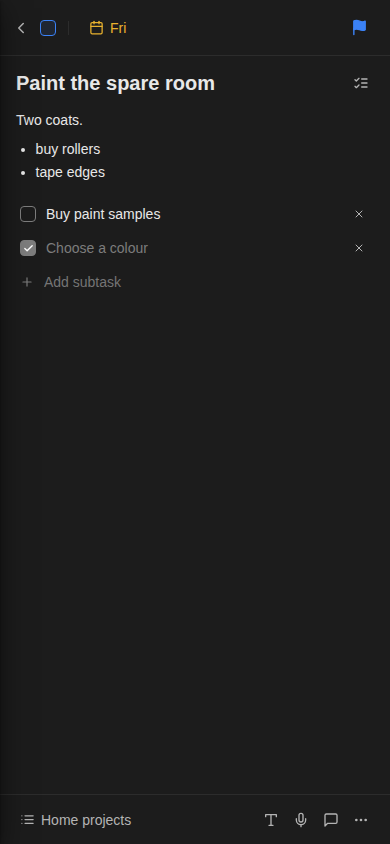 Fri
Paint the spare room
Two coats.
buy rollers
tape edges
Buy paint samples
Choose a colour
Add subtask
Home projects